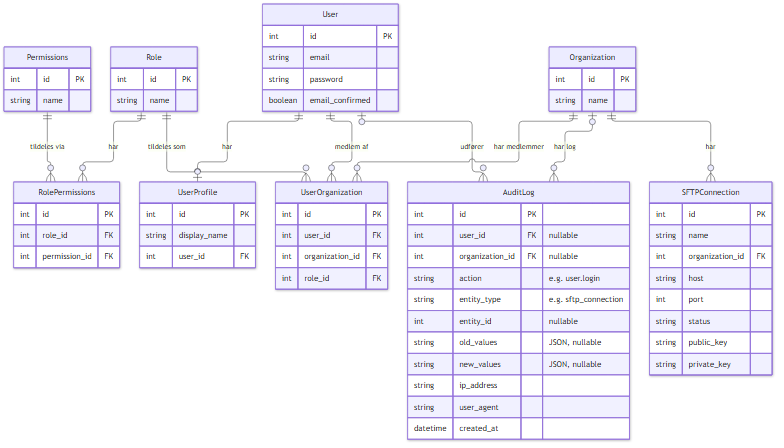 User
int id PK
string email
string password
boolean email_confirmed
Permissions
int id PK
string name
Role
int id PK
string name
Organization
int id PK
string name
tildeles via
har
tildeles som
har
medlem af
udfører
har medlemmer
har log
har
RolePermissions
int id PK
int role_id FK
int permission_id FK
UserProfile
int id PK
string display_name
int user_id FK
UserOrganization
int id PK
int user_id FK
int organization_id FK
int role_id FK
AuditLog
int id PK
int user_id FK nullable
int organization_id FK nullable
string action e.g. user.login
string entity_type e.g. sftp_connection
int entity_id nullable
string old_values JSON, nullable
string new_values JSON, nullable
string ip_address
string user_agent
datetime created_at
SFTPConnection
int id PK
string name
int organization_id FK
string host
int port
string status
string public_key
string private_key